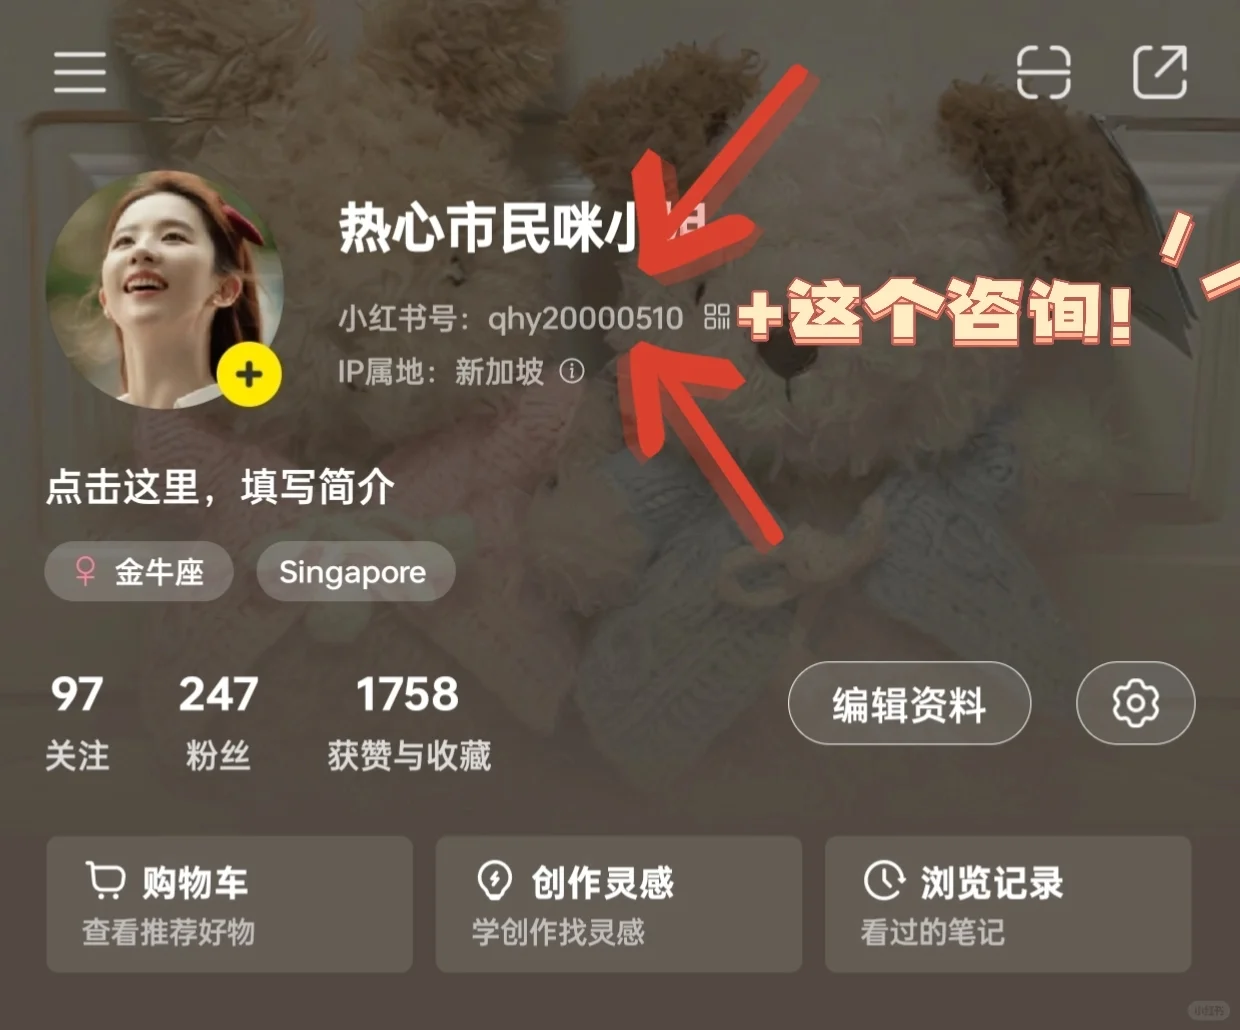 热心市民咪小
小红书号：qhy20000510
+这个咨询！
IP属地：新加坡
点击这里，填写简介
金牛座
Singapore
97
247
1758
关注
粉丝
获赞与收藏
编辑资料
购物车
查看推荐好物
创作灵感
学创作找灵感
浏览记录
看过的笔记
小红书